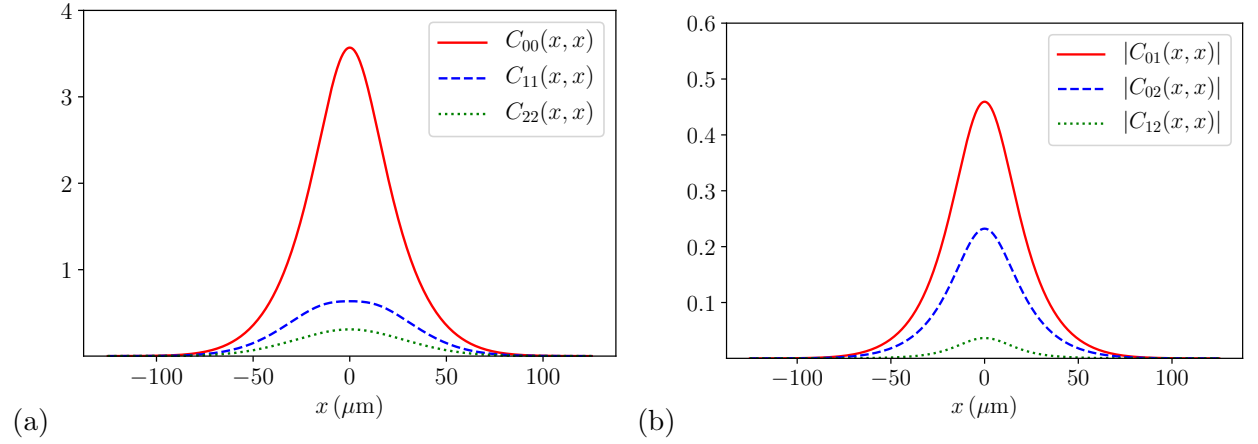 4
3
2
1
C₀₀(x, x)
C₁₁(x, x)
C₂₂(x, x)
−100
−50
0
50
100
x (μm)
(a)
0.6
0.5
0.4
0.3
0.2
0.1
|C₀₁(x, x)|
|C₀₂(x, x)|
|C₁₂(x, x)|
−100
−50
0
50
100
x (μm)
(b)